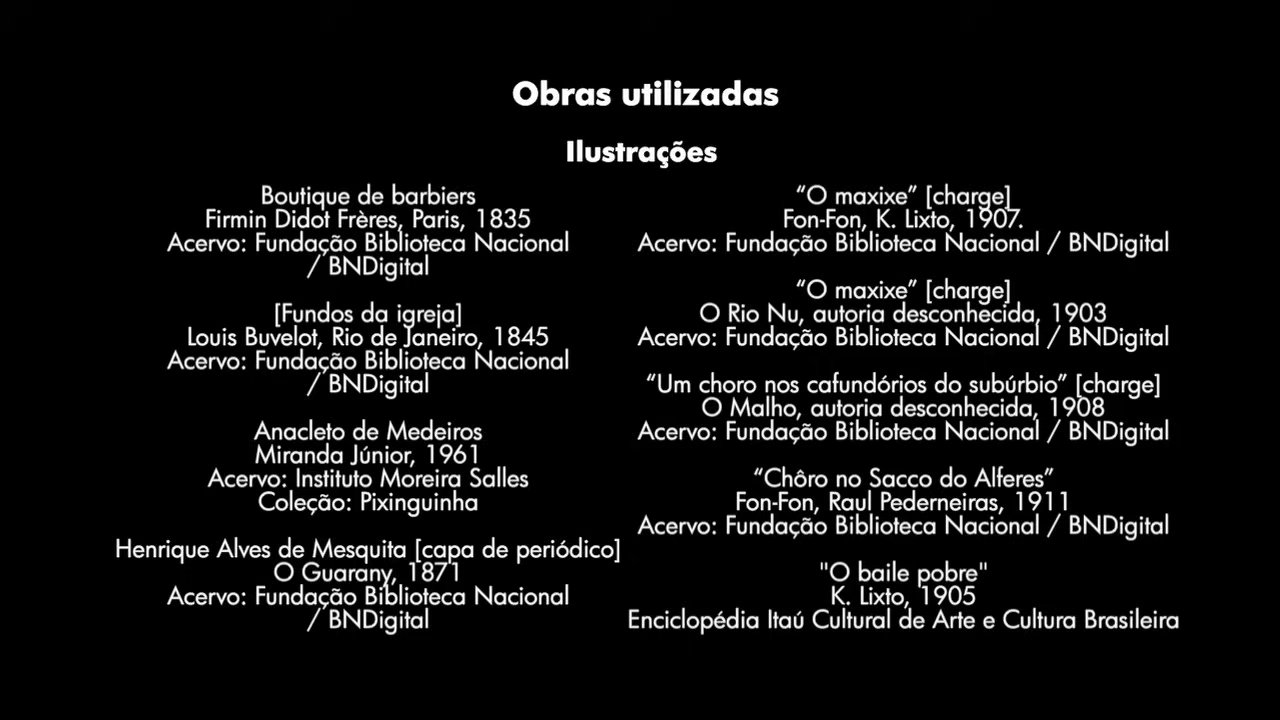 Obras utilizadas
Ilustrações
Boutique de barbiers
Firmin Didot Frères, Paris, 1835
Acervo: Fundação Biblioteca Nacional
/ BNDigital
[Fundos da igreja]
Louis Buvelot, Rio de Janeiro, 1845
Acervo: Fundação Biblioteca Nacional
/ BNDigital
Anacleto de Medeiros
Miranda Júnior, 1961
Acervo: Instituto Moreira Salles
Coleção: Pixinguinha
Henrique Alves de Mesquita [capa de periódico]
O Guarany, 1871
Acervo: Fundação Biblioteca Nacional
/ BNDigital
“O maxixe” [charge]
Fon-Fon, K. Lixto, 1907.
Acervo: Fundação Biblioteca Nacional / BNDigital
“O maxixe” [charge]
O Rio Nu, autoria desconhecida, 1903
Acervo: Fundação Biblioteca Nacional / BNDigital
“Um choro nos cafundórios do subúrbio” [charge]
O Malho, autoria desconhecida, 1908
Acervo: Fundação Biblioteca Nacional / BNDigital
“Chôro no Sacco do Alferes”
Fon-Fon, Raul Pederneiras, 1911
Acervo: Fundação Biblioteca Nacional / BNDigital
"O baile pobre"
K. Lixto, 1905
Enciclopédia Itaú Cultural de Arte e Cultura Brasileira